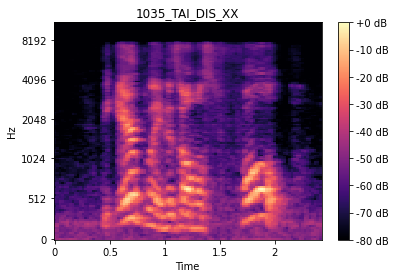 1035_TAI_DIS_XX
8192
4096
2048
1024
512
0
Hz
0
0.5
1
1.5
2
Time
+0 dB
-10 dB
-20 dB
-30 dB
-40 dB
-50 dB
-60 dB
-70 dB
-80 dB